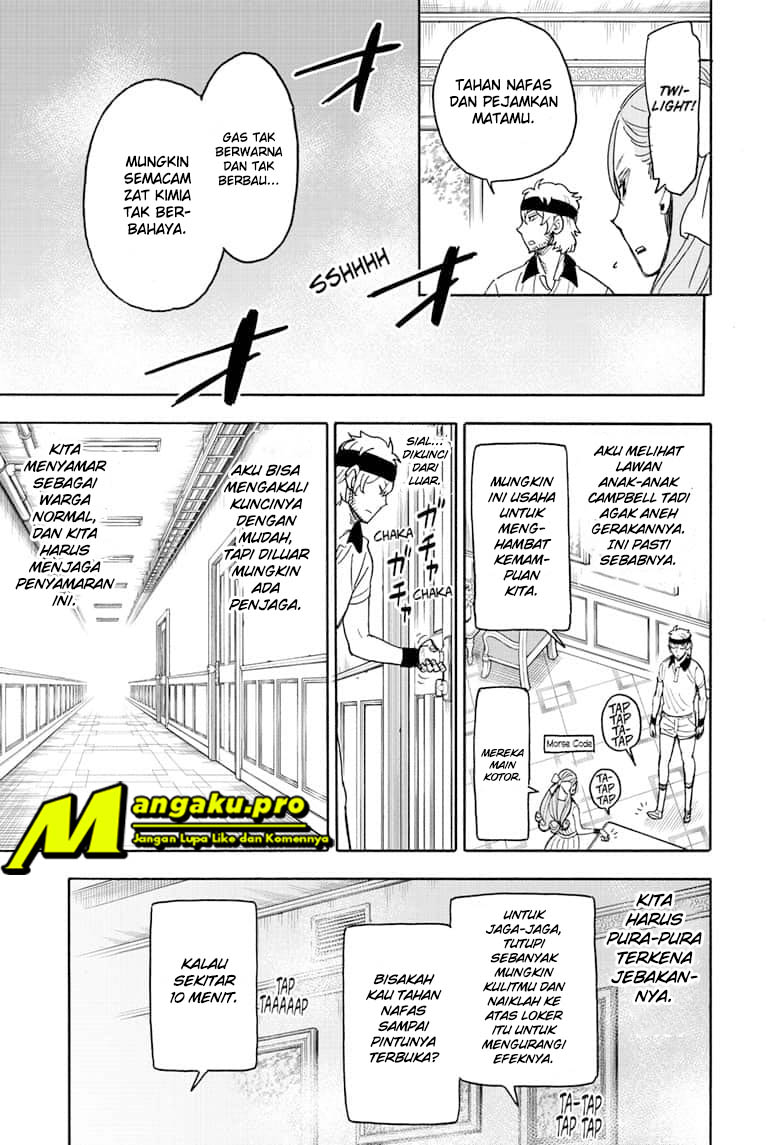 TWI-
LIGHT!
TAHAN NAFAS
DAN PEJAMKAN
MATAMU.
GAS TAK
BERWARNA
DAN TAK
BERBAU...
MUNGKIN
SEMACAM
ZAT KIMIA
TAK BER-
BAHAYA.
SSHHHH
AKU MELIHAT
LAWAN
ANAK-ANAK
CAMPBELL TADI
AGAK ANEH
GERAKANNYA.
INI PASTI
SEBABNYA.
MUNGKIN
INI USAHA
UNTUK
MENG-
HAMBAT
KEMAM-
PUAN
KITA.
TAP
TAP
TA-
TAP
Morse Code
MEREKA
MAIN
KOTOR.
TA-
TAP
TAP
SIAL...
DIKUNCI
DARI
LUAR.
ガチャ
ガチャ
CHAKA
CHAKA
AKU BISA
MENGAKALI
KUNCINYA
DENGAN
MUDAH,
TAPI DILUAR
MUNGKIN
ADA
PENJAGA.
KITA
MENYAMAR
SEBAGAI
WARGA
NORMAL,
DAN KITA
HARUS
MENJAGA
PENYAMARAN
INI.
Mangaku.pro
Jangan Lupa Like dan Komennya
KITA
HARUS
PURA-PURA
TERKENA
JEBAKAN-
NYA.
UNTUK
JAGA-JAGA,
TUTUPI
SEBANYAK
MUNGKIN
KULITMU DAN
NAIKLAH KE
ATAS LOKER
ITU UNTUK
MENGURANGI
EFEKNYA.
BISAKAH
KAU TAHAN
NAFAS
SAMPAI
PINTUNYA
TERBUKA?
TA-TAP
TAP TAP
KALAU
SEKITAR
10 MENIT.
TAP
TAAAAAP